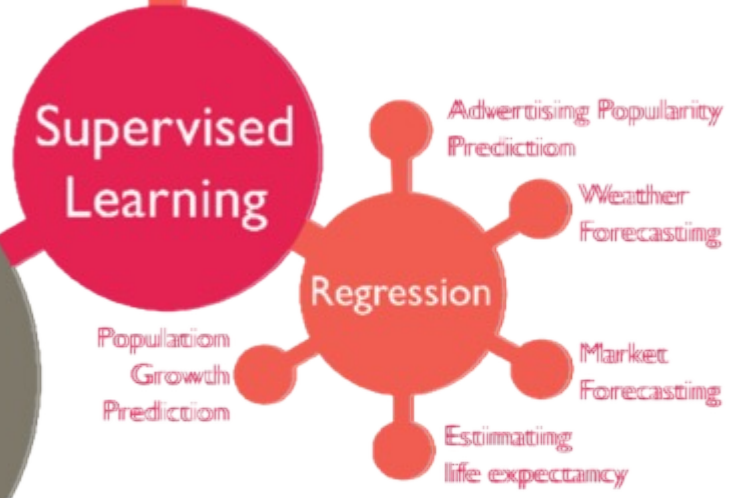 Supervised
Learning
Advertising Popularity
Prediction
Weather
Forecasting
Regression
Population
Growth
Prediction
Market
Forecasting
Estimating
life expectancy